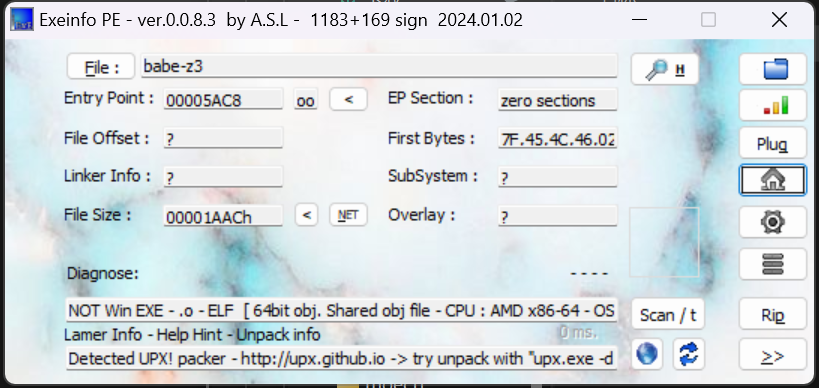 Exeinfo PE - ver.0.0.8.3 by A.S.L - 1183+169 sign 2024.01.02
File : babe-z3 H
Entry Point : 00005AC8 oo < EP Section : zero sections
File Offset : ? First Bytes : 7F.45.4C.46.02 Plug
Linker Info : ? SubSystem : ?
File Size : 00001AACh < NET Overlay : ?
Diagnose: - - - -
NOT Win EXE - .o - ELF [ 64bit obj. Shared obj file - CPU : AMD x86-64 - OS Scan / t Rip
Lamer Info - Help Hint - Unpack info 0 ms.
Detected UPX! packer - http://upx.github.io -> try unpack with "upx.exe -d >>